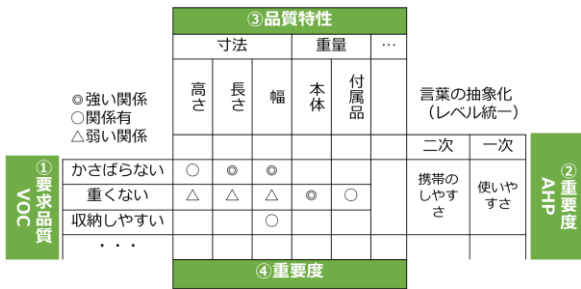 ③品質特性
寸法 重量 …
高さ 長さ 幅 本体 付属品
◎強い関係
○関係有
△弱い関係
言葉の抽象化
（レベル統一）
二次 一次
①要求品質
VOC
かさばらない ○ ◎ ◎
重くない △ △ △ ◎ ○
収納しやすい ○
・・・
携帯の
しやす
さ
使いや
すさ
②重要度
AHP
④重要度